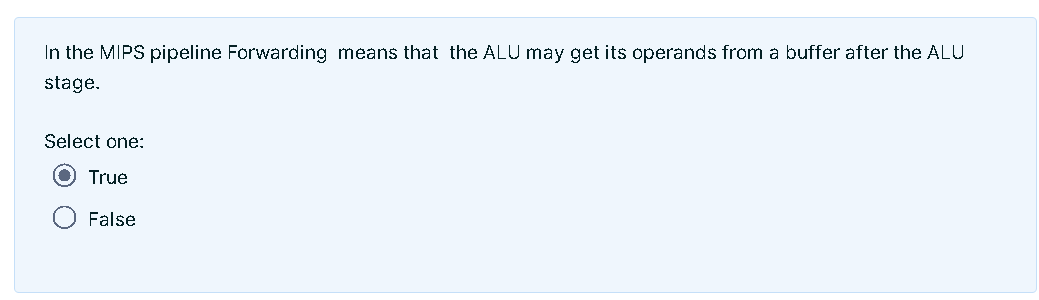 In the MIPS pipeline Forwarding  means that  the ALU may get its operands from a buffer after the ALU
stage.
Select one:
True
False